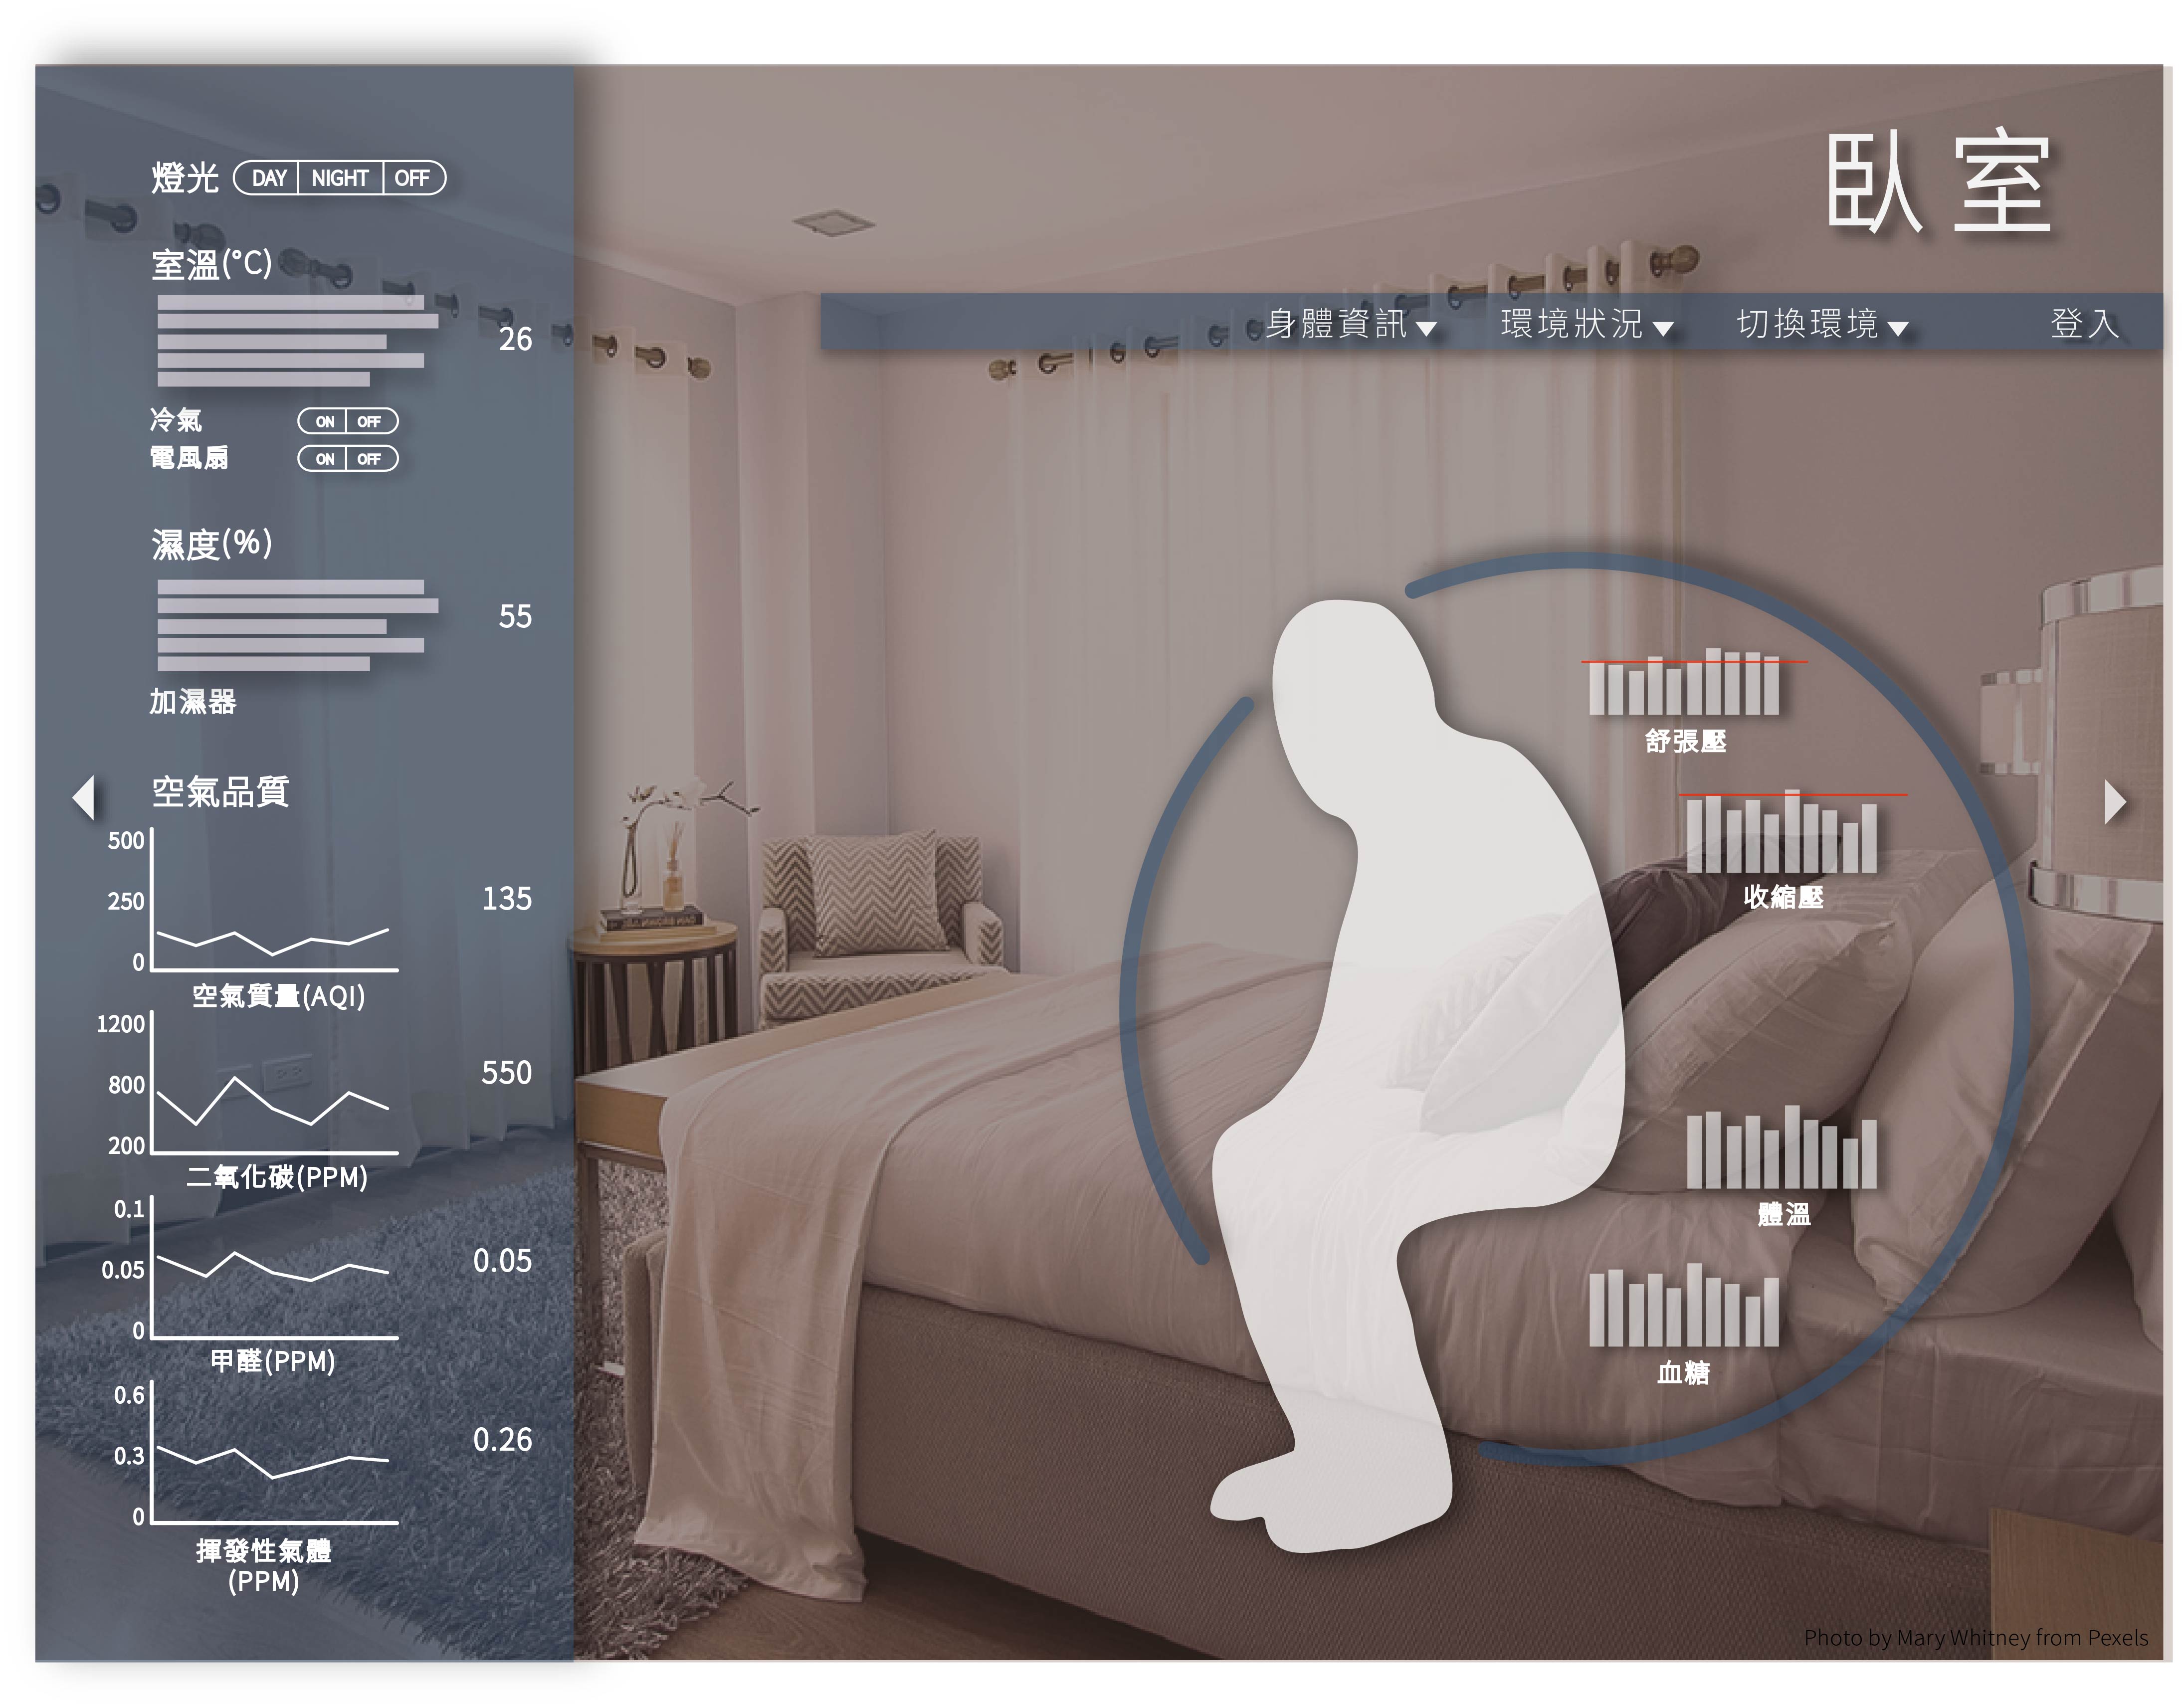 臥室
身體資訊 環境狀況 切換環境 登入
燈光 DAY NIGHT OFF
室溫(°C)
26
冷氣 ON OFF
電風扇 ON OFF
濕度(%)
55
加濕器
空氣品質
500
250
0
135
空氣質量(AQI)
1200
800
200
550
二氧化碳(PPM)
0.1
0.05
0
0.05
甲醛(PPM)
0.6
0.3
0
0.26
揮發性氣體
(PPM)
舒張壓
收縮壓
體溫
血糖
Photo by Mary Whitney from Pexels